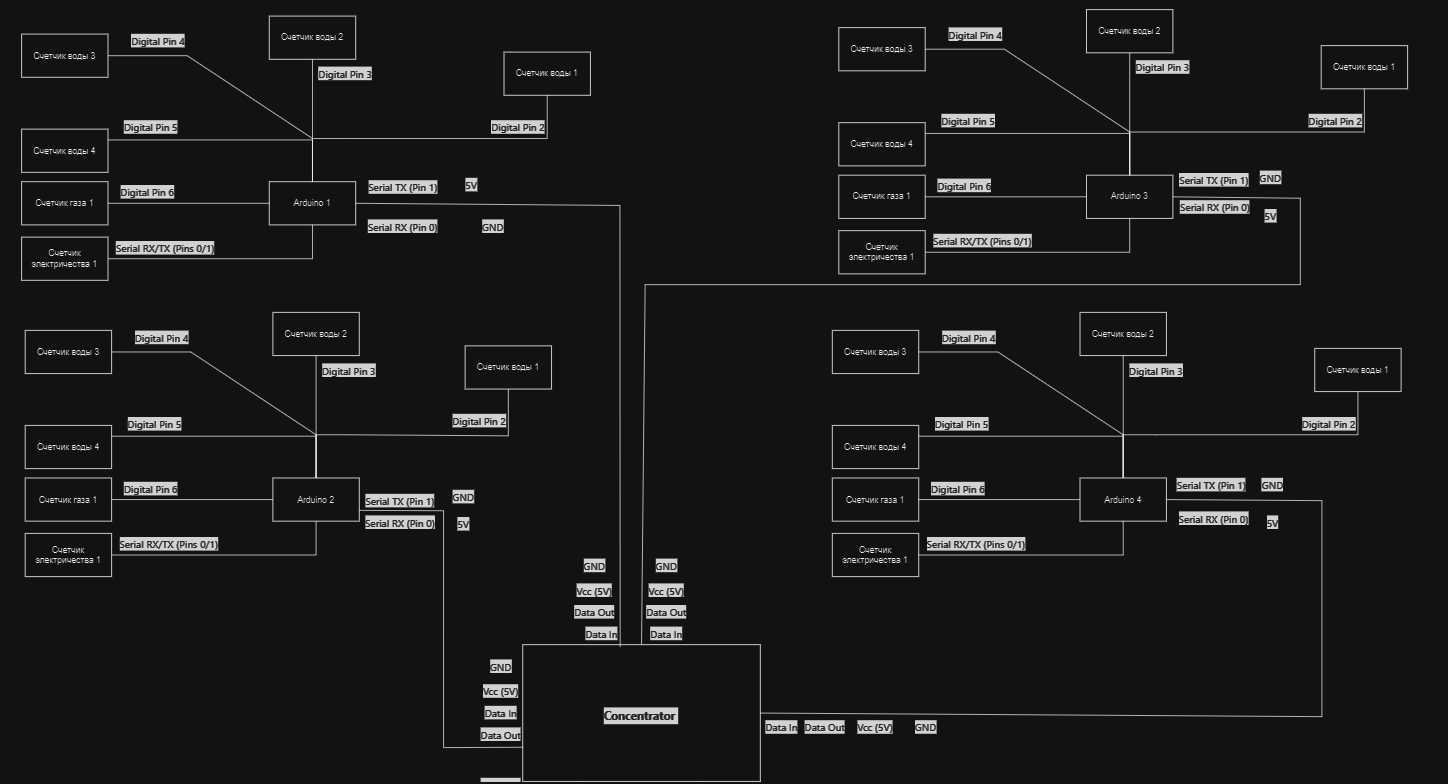 Счетчик воды 3
Digital Pin 4
Счетчик воды 2
Digital Pin 3
Счетчик воды 1
Digital Pin 2
Счетчик воды 4
Digital Pin 5
Счетчик газа 1
Digital Pin 6
Arduino 1
Serial TX (Pin 1)
5V
Serial RX (Pin 0)
GND
Счетчик
электричества 1
Serial RX/TX (Pins 0/1)
Счетчик воды 3
Digital Pin 4
Счетчик воды 2
Digital Pin 3
Счетчик воды 1
Digital Pin 2
Счетчик воды 4
Digital Pin 5
Счетчик газа 1
Digital Pin 6
Arduino 3
Serial TX (Pin 1)
GND
Serial RX (Pin 0)
5V
Счетчик
электричества 1
Serial RX/TX (Pins 0/1)
Счетчик воды 3
Digital Pin 4
Счетчик воды 2
Digital Pin 3
Счетчик воды 1
Digital Pin 2
Счетчик воды 4
Digital Pin 5
Счетчик газа 1
Digital Pin 6
Arduino 2
Serial TX (Pin 1)
GND
Serial RX (Pin 0)
5V
Счетчик
электричества 1
Serial RX/TX (Pins 0/1)
Счетчик воды 3
Digital Pin 4
Счетчик воды 2
Digital Pin 3
Счетчик воды 1
Digital Pin 2
Счетчик воды 4
Digital Pin 5
Счетчик газа 1
Digital Pin 6
Arduino 4
Serial TX (Pin 1)
GND
Serial RX (Pin 0)
5V
Счетчик
электричества 1
Serial RX/TX (Pins 0/1)
GND
Vcc (5V)
Data Out
Data In
GND
Vcc (5V)
Data Out
Data In
GND
Vcc (5V)
Data In
Data Out
Concentrator
Data In
Data Out
Vcc (5V)
GND